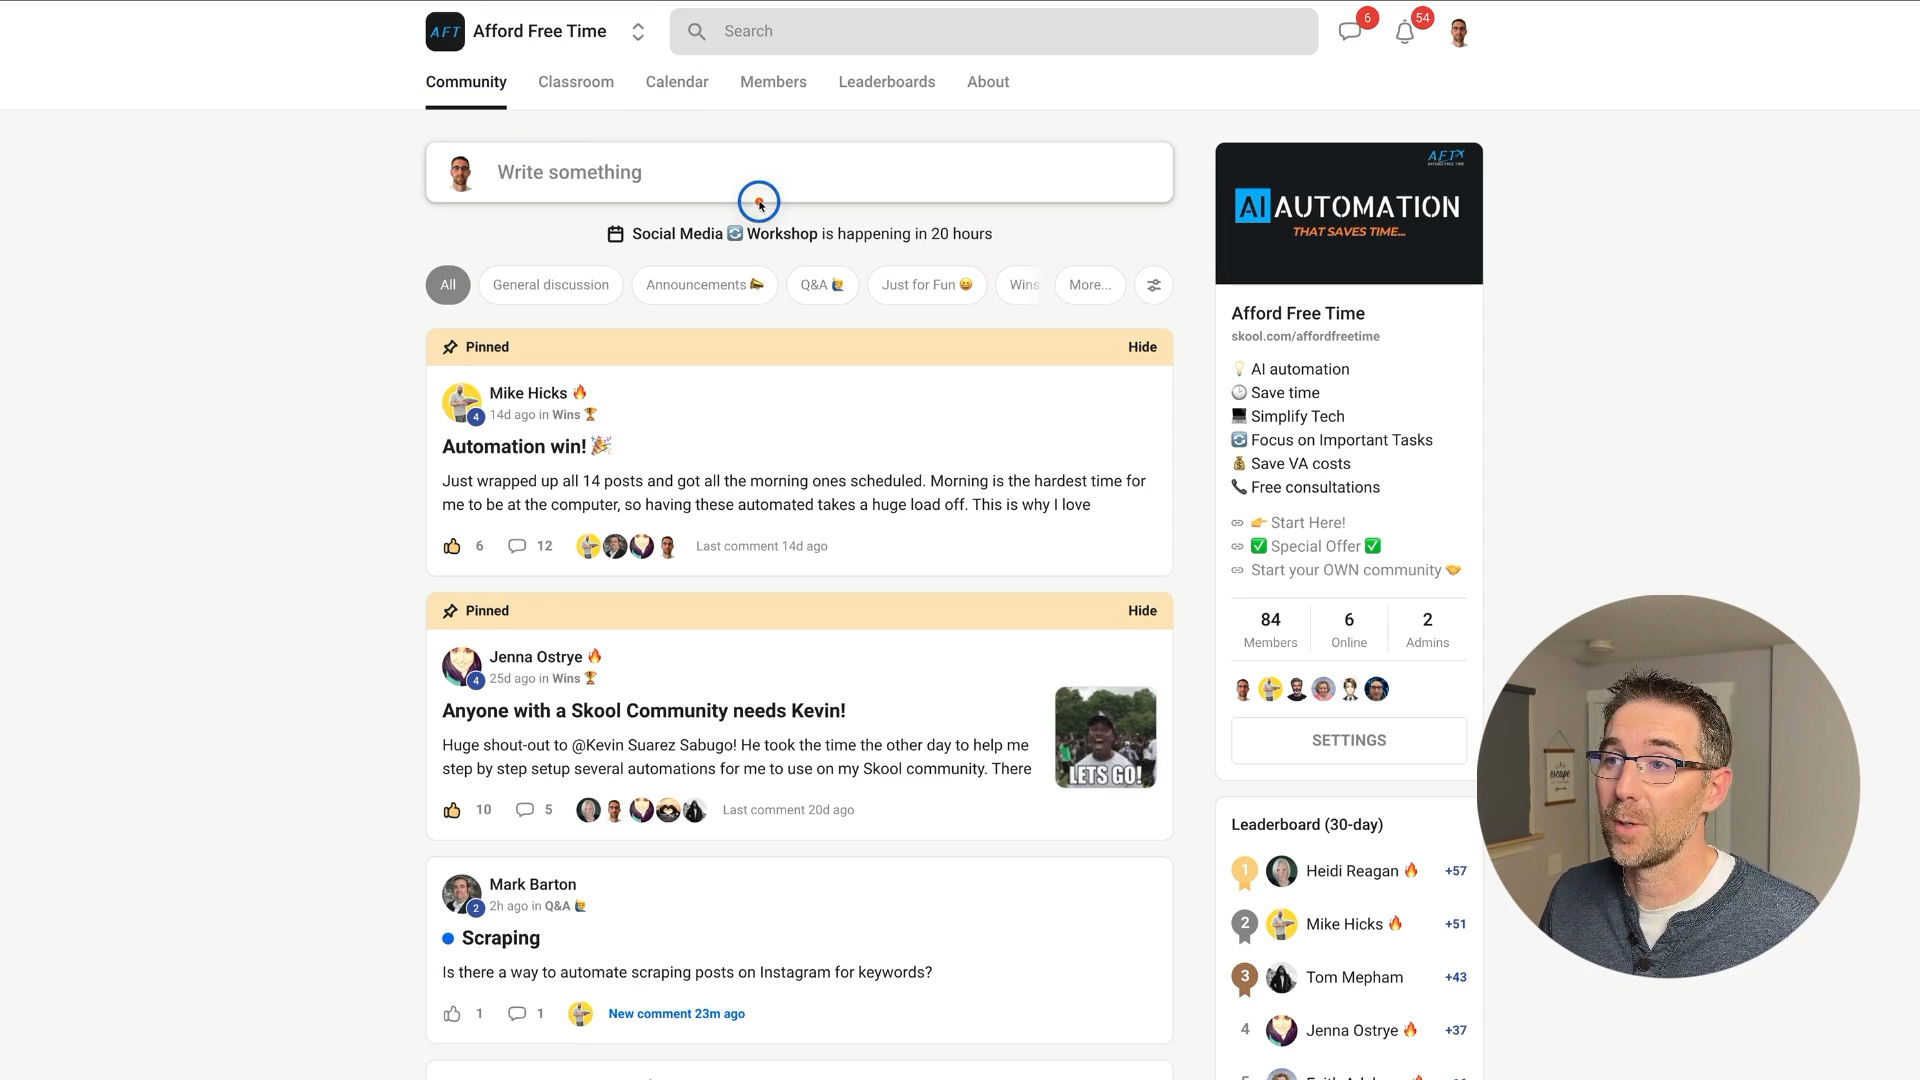 AFT Afford Free Time
Search
6
54
Community Classroom Calendar Members Leaderboards About
Write something
Social Media 🔄 Workshop is happening in 20 hours
All
General discussion
Announcements 📣
Q&A 🙋
Just for Fun 😀
Wins
More...
Pinned
Hide
4
Mike Hicks 🔥
14d ago in Wins 🏆
Automation win! 🎉
Just wrapped up all 14 posts and got all the morning ones scheduled. Morning is the hardest time for
me to be at the computer, so having these automated takes a huge load off. This is why I love
6
12
Last comment 14d ago
Pinned
Hide
4
Jenna Ostrye 🔥
25d ago in Wins 🏆
Anyone with a Skool Community needs Kevin!
Huge shout-out to @Kevin Suarez Sabugo! He took the time the other day to help me
step by step setup several automations for me to use on my Skool community. There
LETS GO!
10
5
Last comment 20d ago
2
Mark Barton
2h ago in Q&A 🙋
Scraping
Is there a way to automate scraping posts on Instagram for keywords?
1
1
New comment 23m ago
AFT
AFFORD FREE TIME
AI AUTOMATION
THAT SAVES TIME...
Afford Free Time
skool.com/affordfreetime
💡 AI automation
🕑 Save time
💻 Simplify Tech
🔄 Focus on Important Tasks
💰 Save VA costs
📞 Free consultations
👉 Start Here!
✅ Special Offer ✅
Start your OWN community 🤝
84 6 2
Members Online Admins
SETTINGS
Leaderboard (30-day)
1 Heidi Reagan 🔥 +57
2 Mike Hicks 🔥 +51
3 Tom Mepham +43
4 Jenna Ostrye 🔥 +37
escape